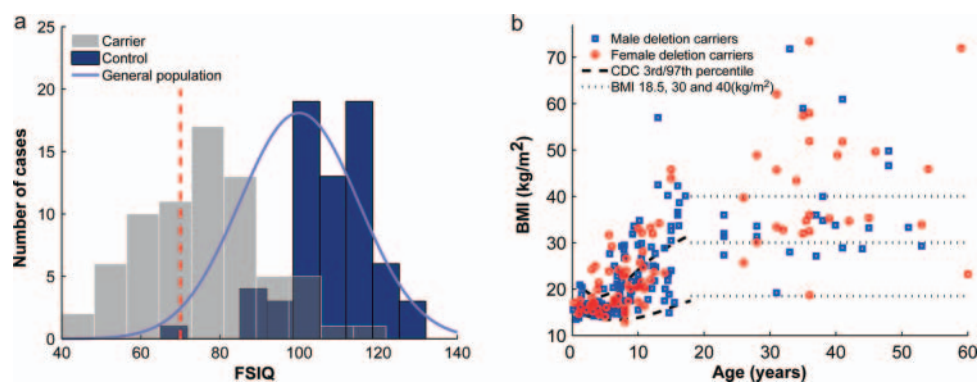 a
Number of cases
25
20
15
10
5
0
Carrier
Control
General population
40 60 80 100 120 140
FSIQ
b
BMI (kg/m²)
80
70
60
50
40
30
20
10
Male deletion carriers
Female deletion carriers
CDC 3rd/97th percentile
BMI 18.5, 30 and 40(kg/m²)
0 10 20 30 40 50 60
Age (years)